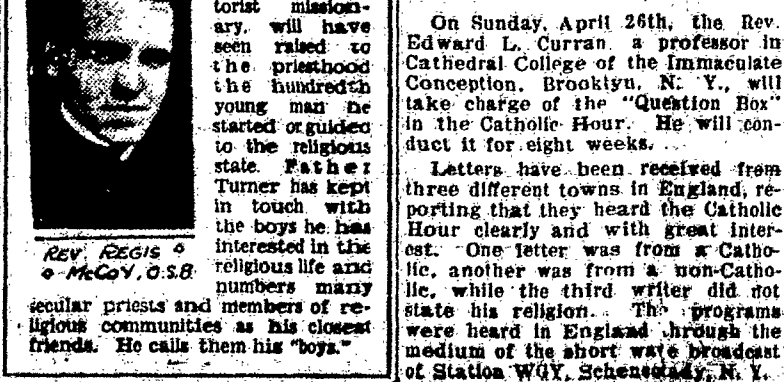 torist mission-
ary, will have
seen raised to
the priesthood
the hundredth
young man he
started or guided
to the religious
state. Father
Turner has kept
in touch with
the boys he has
interested in the
religious life and
numbers many
secular priests and members of re-
ligious communities as his closest
friends. He calls them his "boys."
REV REGIS
McCOY, O.S.B.
On Sunday, April 26th, the Rev.
Edward L. Curran, a professor in
Cathedral College of the Immaculate
Conception, Brooklyn, N. Y., will
take charge of the "Question Box"
in the Catholic Hour. He will con-
duct it for eight weeks.
Letters have been received from
three different towns in England, re-
porting that they heard the Catholic
Hour clearly and with great inter-
est. One letter was from a Catho-
lic, another was from a non-Catho-
lic, while the third writer did not
state his religion. The programs
were heard in England through the
medium of the short wave broadcast
of Station WGY, Schenectady, N. Y.